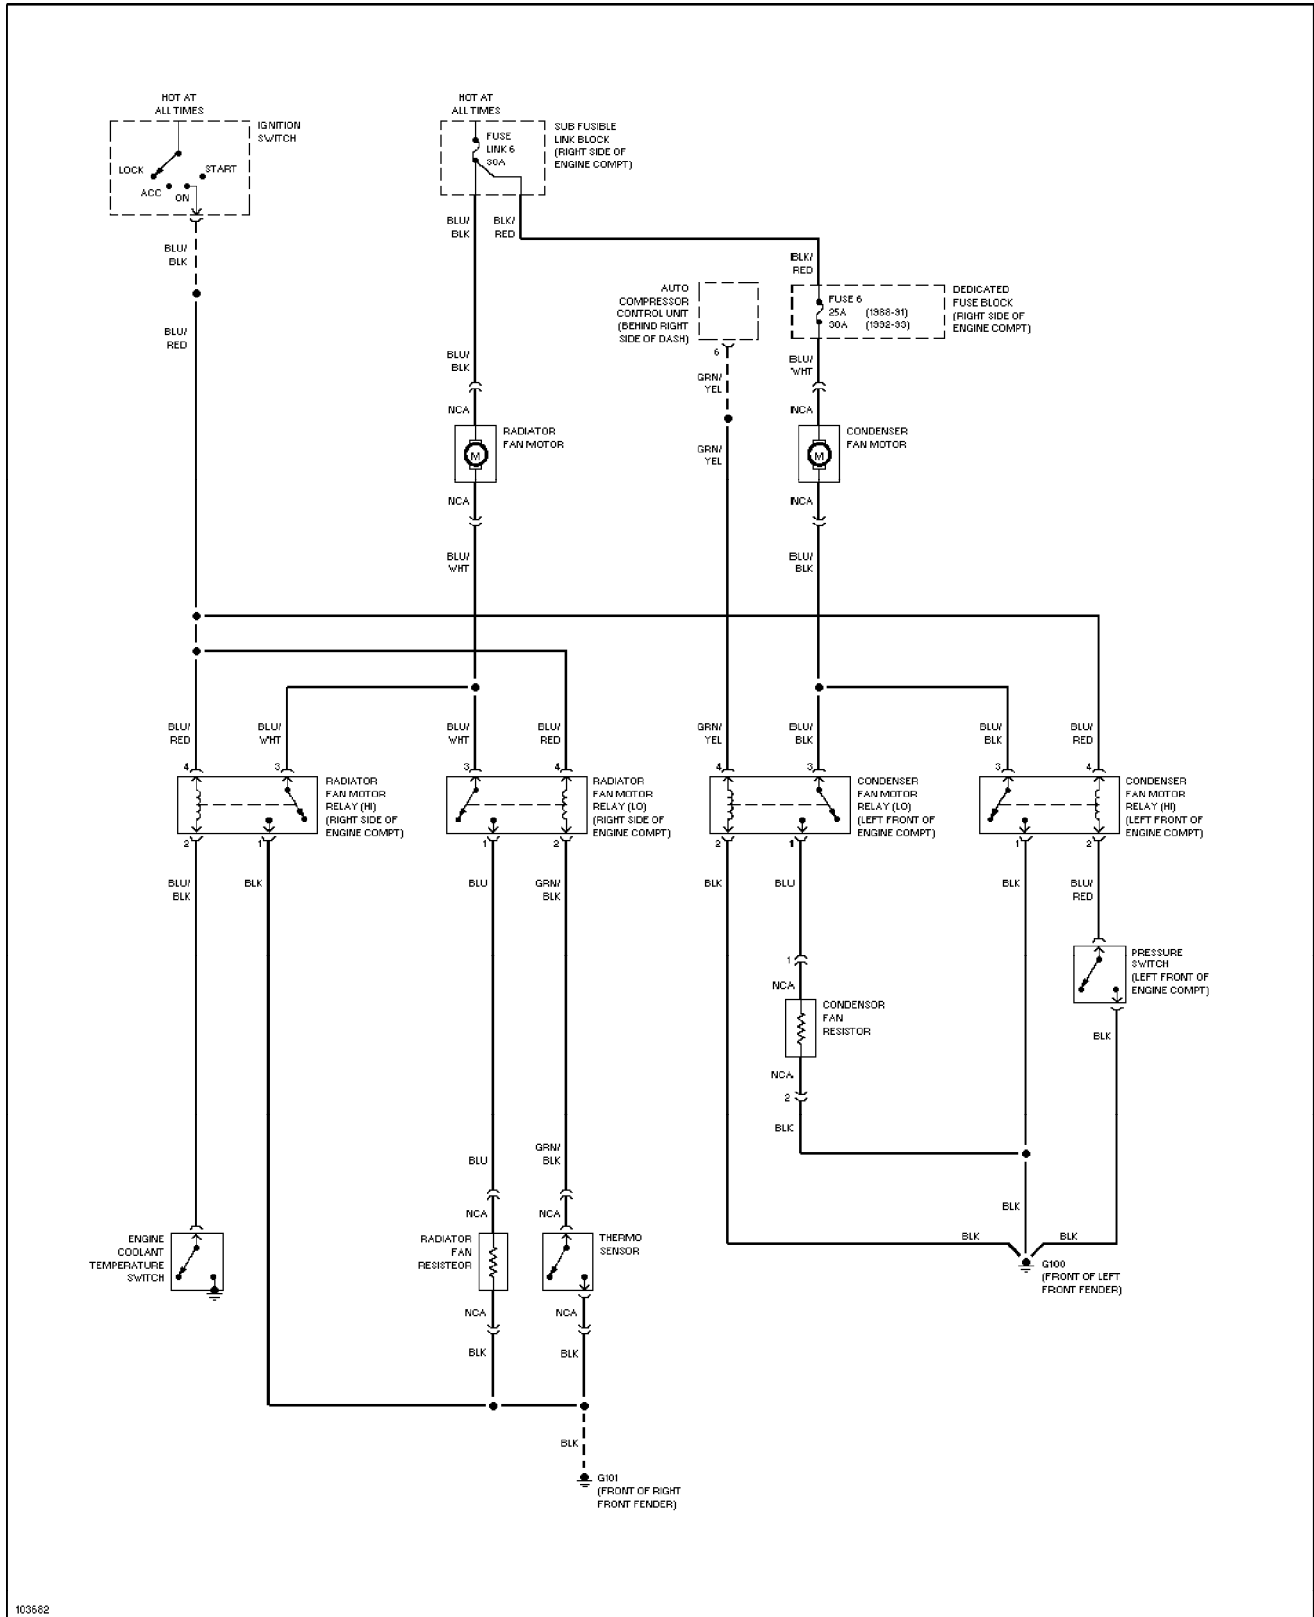 HOT AT
ALL TIMES
IGNITION
SWITCH
LOCK
START
ACC
ON
HOT AT
ALL TIMES
FUSE
LINK 6
30A
SUB FUSIBLE
LINK BLOCK
(RIGHT SIDE OF
ENGINE COMPT)
BLU/
BLK
BLU/
RED
BLU/
BLK
BLK/
RED
BLK/
RED
AUTO
COMPRESSOR
CONTROL UNIT
(BEHIND RIGHT
SIDE OF DASH)
6
FUSE 6
25A (1988-91)
30A (1992-93)
DEDICATED
FUSE BLOCK
(RIGHT SIDE OF
ENGINE COMPT)
BLU/
BLK
GRN/
YEL
BLU/
WHT
NCA
NCA
RADIATOR
FAN MOTOR
M
GRN/
YEL
CONDENSER
FAN MOTOR
M
NCA
NCA
BLU/
WHT
BLU/
BLK
BLU/
RED
BLU/
WHT
BLU/
WHT
BLU/
RED
GRN/
YEL
BLU/
BLK
BLU/
BLK
BLU/
RED
4
3
3
4
4
3
3
4
RADIATOR
FAN MOTOR
RELAY (HI)
(RIGHT SIDE OF
ENGINE COMPT)
RADIATOR
FAN MOTOR
RELAY (LO)
(RIGHT SIDE OF
ENGINE COMPT)
CONDENSER
FAN MOTOR
RELAY (LO)
(LEFT FRONT OF
ENGINE COMPT)
CONDENSER
FAN MOTOR
RELAY (HI)
(LEFT FRONT OF
ENGINE COMPT)
2
1
1
2
2
1
1
2
BLU/
BLK
BLK
BLU
GRN/
BLK
BLK
BLU
BLK
BLU/
RED
1
NCA
CONDENSOR
FAN
RESISTOR
NCA
2
BLK
PRESSURE
SWITCH
(LEFT FRONT OF
ENGINE COMPT)
BLK
BLU
GRN/
BLK
NCA
NCA
BLK
BLK
BLK
ENGINE
COOLANT
TEMPERATURE
SWITCH
RADIATOR
FAN
RESISTEOR
THERMO
SENSOR
G100
(FRONT OF LEFT
FRONT FENDER)
NCA
NCA
BLK
BLK
BLK
G101
(FRONT OF RIGHT
FRONT FENDER)
103682